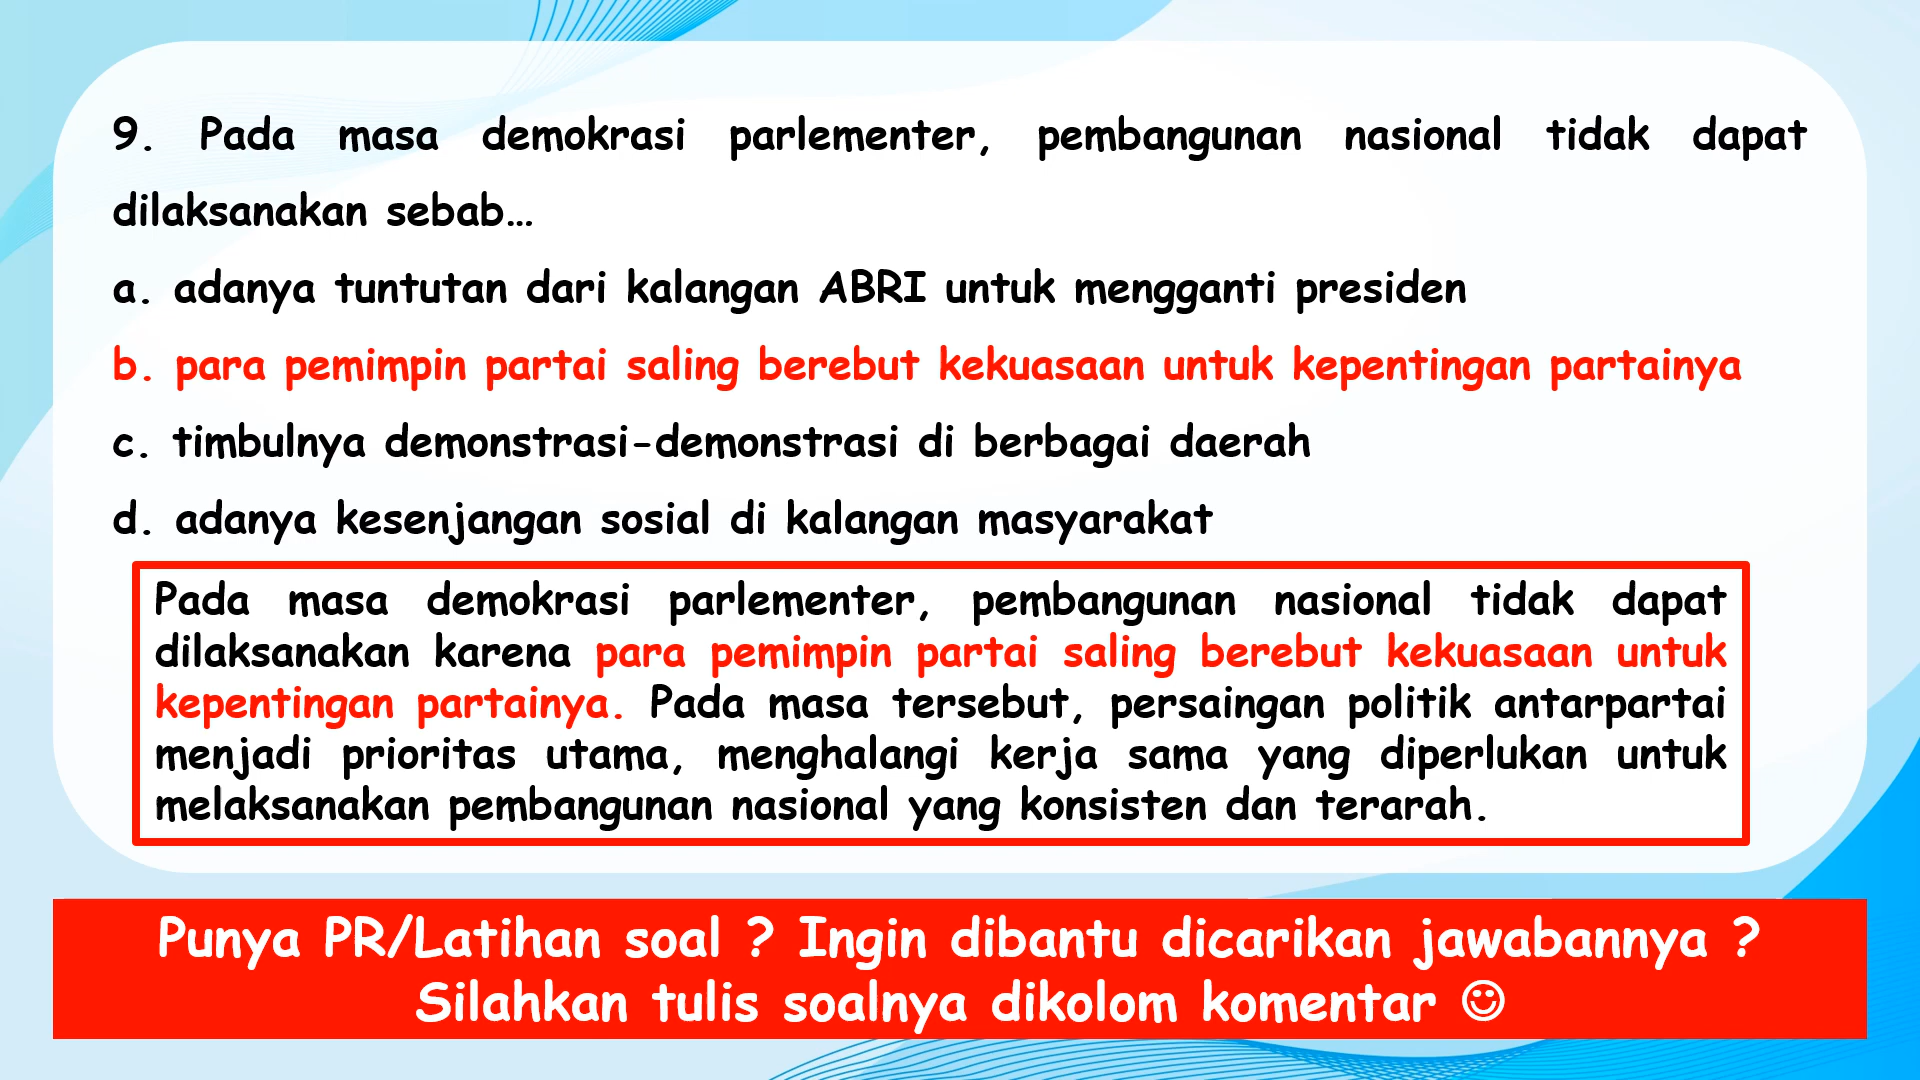 9. Pada masa demokrasi parlementer, pembangunan nasional tidak dapat
dilaksanakan sebab...
a. adanya tuntutan dari kalangan ABRI untuk mengganti presiden
b. para pemimpin partai saling berebut kekuasaan untuk kepentingan partainya
c. timbulnya demonstrasi-demonstrasi di berbagai daerah
d. adanya kesenjangan sosial di kalangan masyarakat
Pada masa demokrasi parlementer, pembangunan nasional tidak dapat
dilaksanakan karena para pemimpin partai saling berebut kekuasaan untuk
kepentingan partainya. Pada masa tersebut, persaingan politik antarpartai
menjadi prioritas utama, menghalangi kerja sama yang diperlukan untuk
melaksanakan pembangunan nasional yang konsisten dan terarah.
Punya PR/Latihan soal ? Ingin dibantu dicarikan jawabannya ?
Silahkan tulis soalnya dikolom komentar ☺